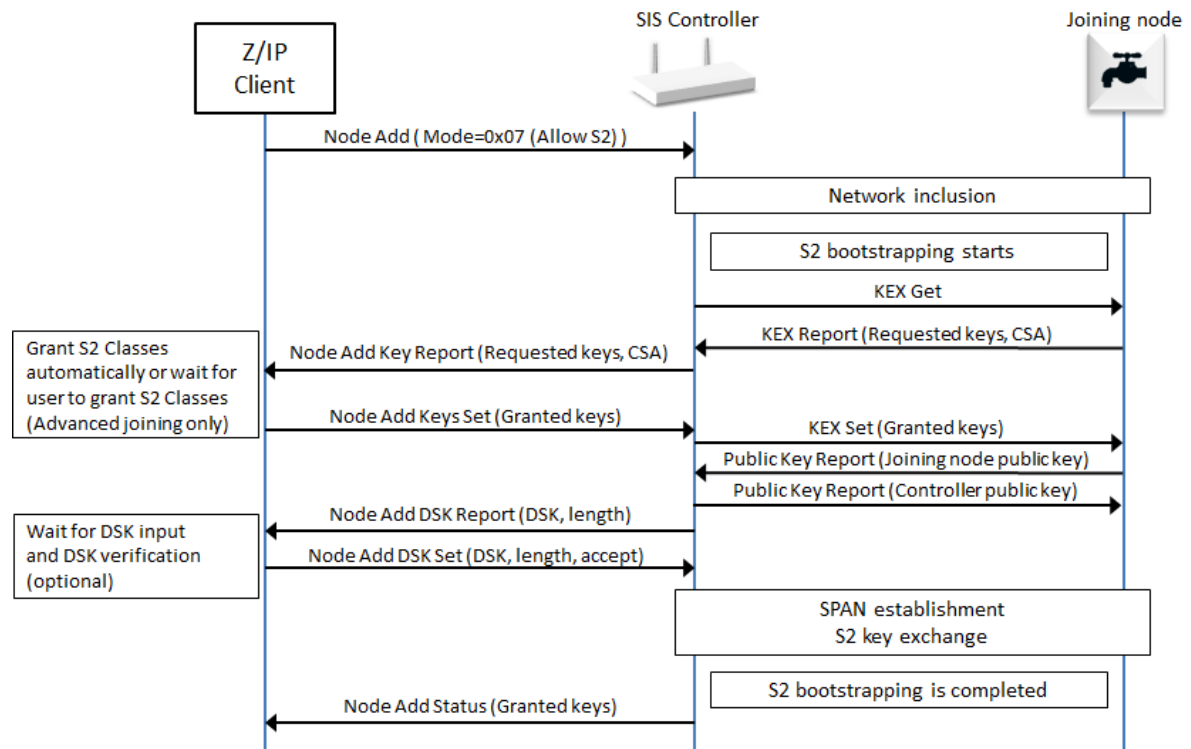 SIS Controller
Joining node
Z/IP
Client
Node Add ( Mode=0x07 (Allow S2) )
Network inclusion
S2 bootstrapping starts
KEX Get
KEX Report (Requested keys, CSA)
Node Add Key Report (Requested keys, CSA)
Grant S2 Classes
automatically or wait for
user to grant S2 Classes
(Advanced joining only)
Node Add Keys Set (Granted keys)
KEX Set (Granted keys)
Public Key Report (Joining node public key)
Public Key Report (Controller public key)
Node Add DSK Report (DSK, length)
Wait for DSK input
and DSK verification
(optional)
Node Add DSK Set (DSK, length, accept)
SPAN establishment
S2 key exchange
S2 bootstrapping is completed
Node Add Status (Granted keys)